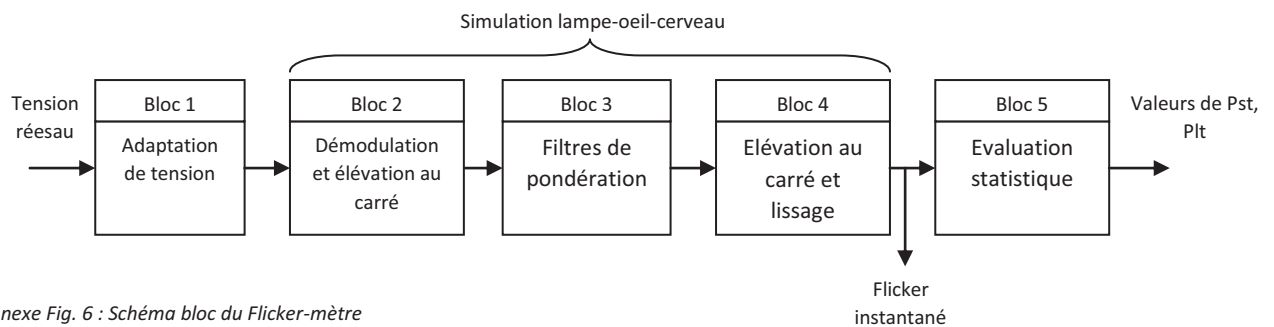 Simulation lampe-oeil-cerveau
Tension
réesau
Bloc 1
Adaptation
de tension
Bloc 2
Démodulation
et élévation au
carré
Bloc 3
Filtres de
pondération
Bloc 4
Elévation au
carré et
lissage
Bloc 5
Evaluation
statistique
Valeurs de Pst,
Plt
Flicker
instantané
nexe Fig. 6 : Schéma bloc du Flicker-mètre